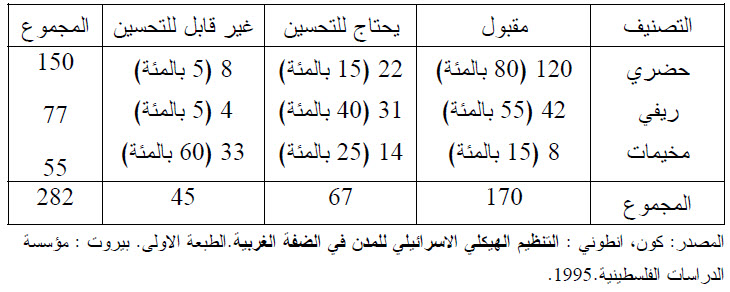 التصنيف مقبول يحتاج للتحسين غير قابل للتحسين المجموع
حضري 120 (80 بالمئة) 22 (15 بالمئة) 8 (5 بالمئة) 150
ريفي 42 (55 بالمئة) 31 (40 بالمئة) 4 (5 بالمئة) 77
مخيمات 8 (15 بالمئة) 14 (25 بالمئة) 33 (60 بالمئة) 55
المجموع 170 67 45 282
المصدر: كون، انطوني : التنظيم الهيكلي الاسرائيلي للمدن في الضفة الغربية.الطبعة الاولى. بيروت : مؤسسة
الدراسات الفلسطينية.1995.